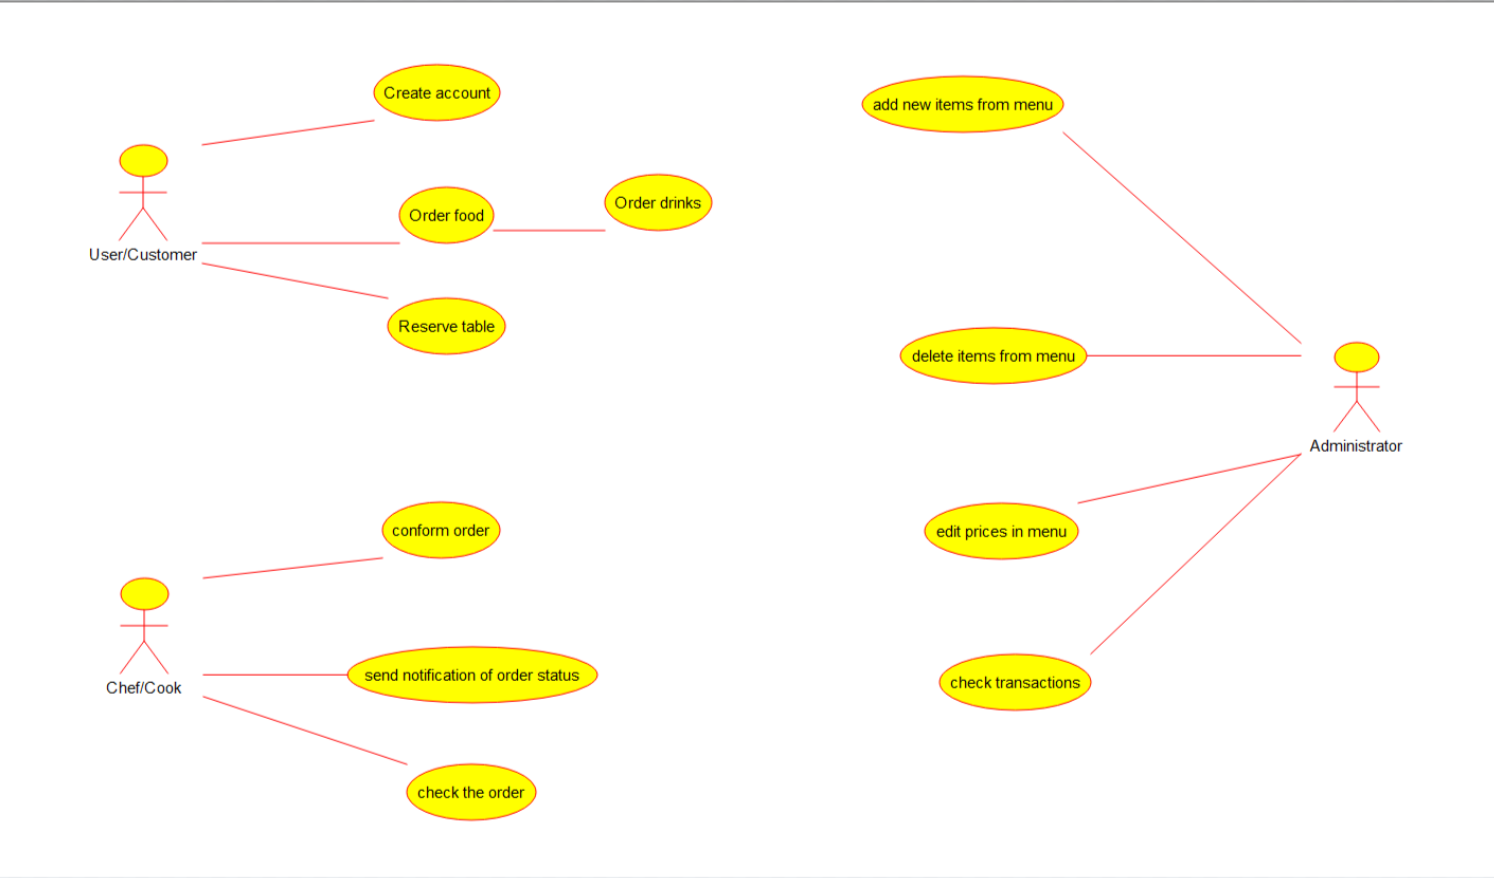 Create account
add new items from menu
Order drinks
Order food
User/Customer
Reserve table
delete items from menu
Administrator
conform order
edit prices in menu
send notification of order status
check transactions
Chef/Cook
check the order